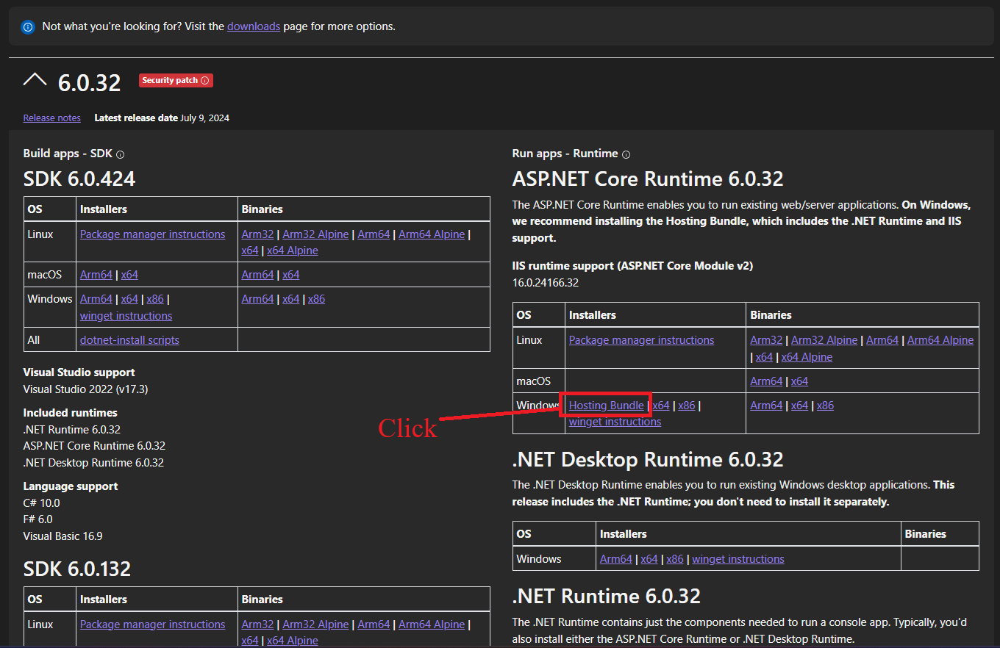 Not what you're looking for? Visit the downloads page for more options.
6.0.32
Security patch
Release notes Latest release date July 9, 2024
Build apps - SDK
SDK 6.0.424
OS Installers Binaries
Linux Package manager instructions Arm32 | Arm32 Alpine | Arm64 | Arm64 Alpine |
x64 | x64 Alpine
macOS Arm64 | x64 Arm64 | x64
Windows Arm64 | x64 | x86 | Arm64 | x64 | x86
winget instructions
All dotnet-install scripts
Visual Studio support
Visual Studio 2022 (v17.3)
Included runtimes
.NET Runtime 6.0.32
ASP.NET Core Runtime 6.0.32
.NET Desktop Runtime 6.0.32
Language support
C# 10.0
F# 6.0
Visual Basic 16.9
SDK 6.0.132
OS Installers Binaries
Linux Package manager instructions Arm32 | Arm32 Alpine | Arm64 | Arm64 Alpine |
x64 | x64 Alpine
Run apps - Runtime
ASP.NET Core Runtime 6.0.32
The ASP.NET Core Runtime enables you to run existing web/server applications. On Windows,
we recommend installing the Hosting Bundle, which includes the .NET Runtime and IIS
support.
IIS runtime support (ASP.NET Core Module v2)
16.0.24166.32
OS Installers Binaries
Linux Package manager instructions Arm32 | Arm32 Alpine | Arm64 | Arm64 Alpine
| x64 | x64 Alpine
macOS Arm64 | x64
Windows Hosting Bundle | x64 | x86 | Arm64 | x64 | x86
winget instructions
Click
.NET Desktop Runtime 6.0.32
The .NET Desktop Runtime enables you to run existing Windows desktop applications. This
release includes the .NET Runtime; you don't need to install it separately.
OS Installers Binaries
Windows Arm64 | x64 | x86 | winget instructions
.NET Runtime 6.0.32
The .NET Runtime contains just the components needed to run a console app. Typically, you'd
also install either the ASP.NET Core Runtime or .NET Desktop Runtime.